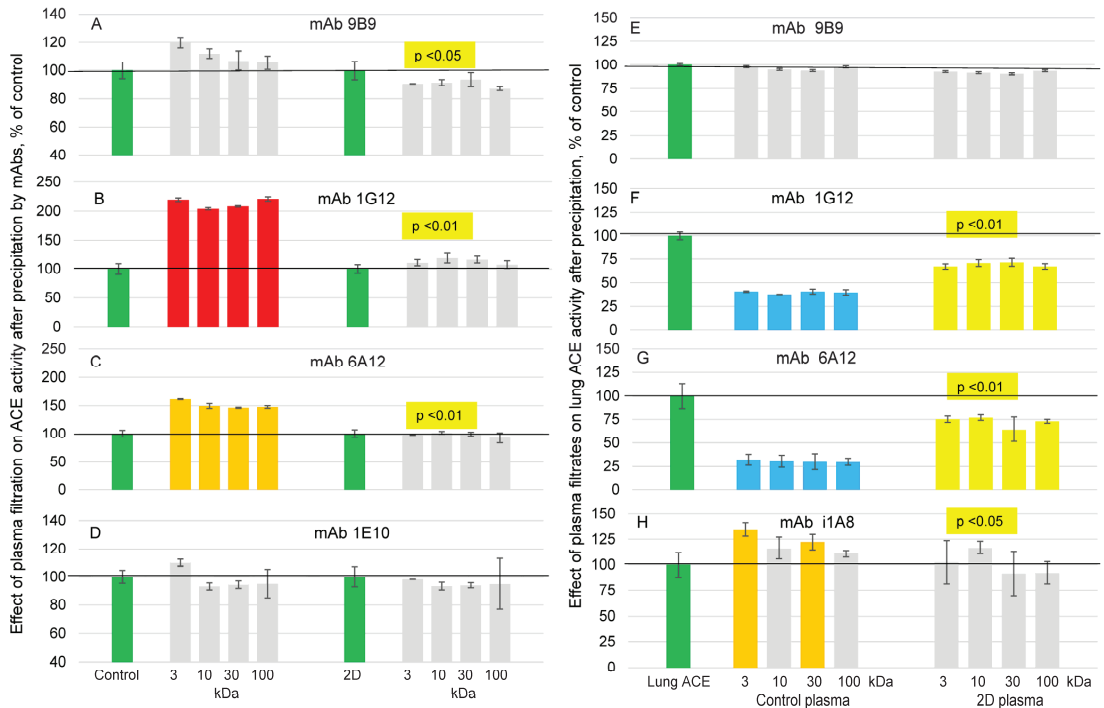 Effect of plasma filtration on ACE activity after precipitation by mAbs, % of control
A
mAb 9B9
140
120
100
80
60
40
p <0.05
B
mAb 1G12
250
200
150
100
50
0
p <0.01
C
mAb 6A12
250
200
150
100
50
0
p <0.01
D
mAb 1E10
140
120
100
80
60
40
Control 3 10 30 100 2D 3 10 30 100
kDa kDa
Effect of plasma filtrates on lung ACE activity after precipitation, % of control
E
mAb 9B9
150
125
100
75
50
25
0
F
mAb 1G12
150
125
100
75
50
25
0
p <0.01
G
mAb 6A12
150
125
100
75
50
25
0
p <0.01
H
mAb i1A8
150
125
100
75
50
25
0
p <0.05
Lung ACE 3 10 30 100 kDa 3 10 30 100 kDa
Control plasma 2D plasma